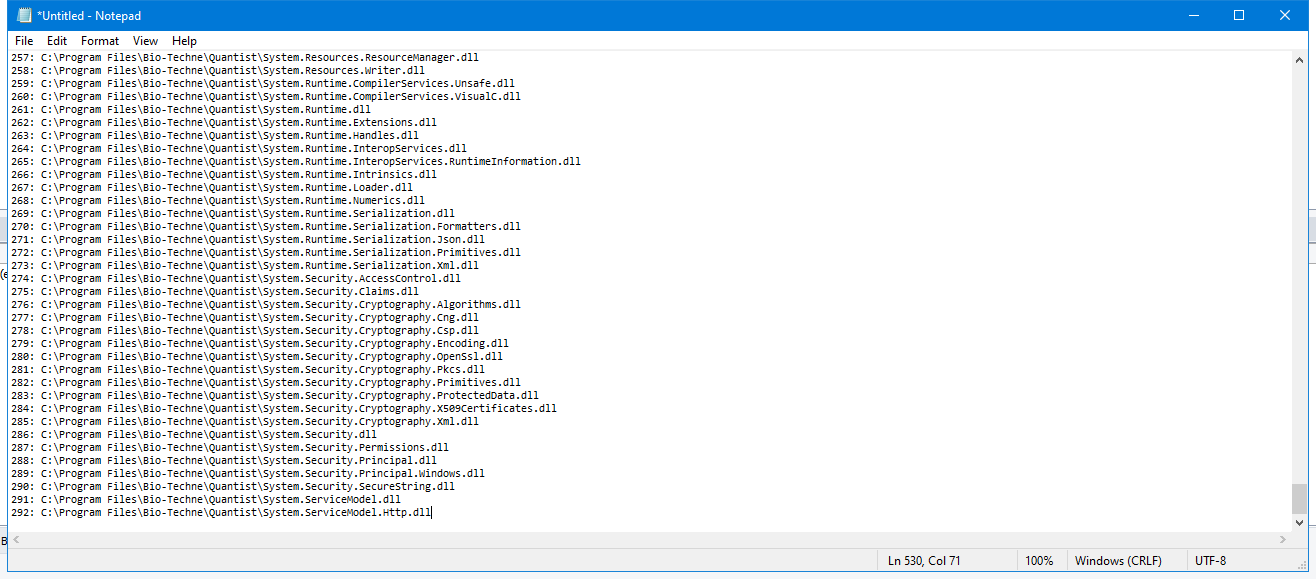 *Untitled - Notepad
File Edit Format View Help
257: C:\Program Files\Bio-Techne\Quantist\System.Resources.ResourceManager.dll
258: C:\Program Files\Bio-Techne\Quantist\System.Resources.Writer.dll
259: C:\Program Files\Bio-Techne\Quantist\System.Runtime.CompilerServices.Unsafe.dll
260: C:\Program Files\Bio-Techne\Quantist\System.Runtime.CompilerServices.VisualC.dll
261: C:\Program Files\Bio-Techne\Quantist\System.Runtime.dll
262: C:\Program Files\Bio-Techne\Quantist\System.Runtime.Extensions.dll
263: C:\Program Files\Bio-Techne\Quantist\System.Runtime.Handles.dll
264: C:\Program Files\Bio-Techne\Quantist\System.Runtime.InteropServices.dll
265: C:\Program Files\Bio-Techne\Quantist\System.Runtime.InteropServices.RuntimeInformation.dll
266: C:\Program Files\Bio-Techne\Quantist\System.Runtime.Intrinsics.dll
267: C:\Program Files\Bio-Techne\Quantist\System.Runtime.Loader.dll
268: C:\Program Files\Bio-Techne\Quantist\System.Runtime.Numerics.dll
269: C:\Program Files\Bio-Techne\Quantist\System.Runtime.Serialization.dll
270: C:\Program Files\Bio-Techne\Quantist\System.Runtime.Serialization.Formatters.dll
271: C:\Program Files\Bio-Techne\Quantist\System.Runtime.Serialization.Json.dll
272: C:\Program Files\Bio-Techne\Quantist\System.Runtime.Serialization.Primitives.dll
273: C:\Program Files\Bio-Techne\Quantist\System.Runtime.Serialization.Xml.dll
274: C:\Program Files\Bio-Techne\Quantist\System.Security.AccessControl.dll
275: C:\Program Files\Bio-Techne\Quantist\System.Security.Claims.dll
276: C:\Program Files\Bio-Techne\Quantist\System.Security.Cryptography.Algorithms.dll
277: C:\Program Files\Bio-Techne\Quantist\System.Security.Cryptography.Cng.dll
278: C:\Program Files\Bio-Techne\Quantist\System.Security.Cryptography.Csp.dll
279: C:\Program Files\Bio-Techne\Quantist\System.Security.Cryptography.Encoding.dll
280: C:\Program Files\Bio-Techne\Quantist\System.Security.Cryptography.OpenSsl.dll
281: C:\Program Files\Bio-Techne\Quantist\System.Security.Cryptography.Pkcs.dll
282: C:\Program Files\Bio-Techne\Quantist\System.Security.Cryptography.Primitives.dll
283: C:\Program Files\Bio-Techne\Quantist\System.Security.Cryptography.ProtectedData.dll
284: C:\Program Files\Bio-Techne\Quantist\System.Security.Cryptography.X509Certificates.dll
285: C:\Program Files\Bio-Techne\Quantist\System.Security.Cryptography.Xml.dll
286: C:\Program Files\Bio-Techne\Quantist\System.Security.dll
287: C:\Program Files\Bio-Techne\Quantist\System.Security.Permissions.dll
288: C:\Program Files\Bio-Techne\Quantist\System.Security.Principal.dll
289: C:\Program Files\Bio-Techne\Quantist\System.Security.Principal.Windows.dll
290: C:\Program Files\Bio-Techne\Quantist\System.Security.SecureString.dll
291: C:\Program Files\Bio-Techne\Quantist\System.ServiceModel.dll
292: C:\Program Files\Bio-Techne\Quantist\System.ServiceModel.Http.dll
Ln 530, Col 71 100% Windows (CRLF) UTF-8